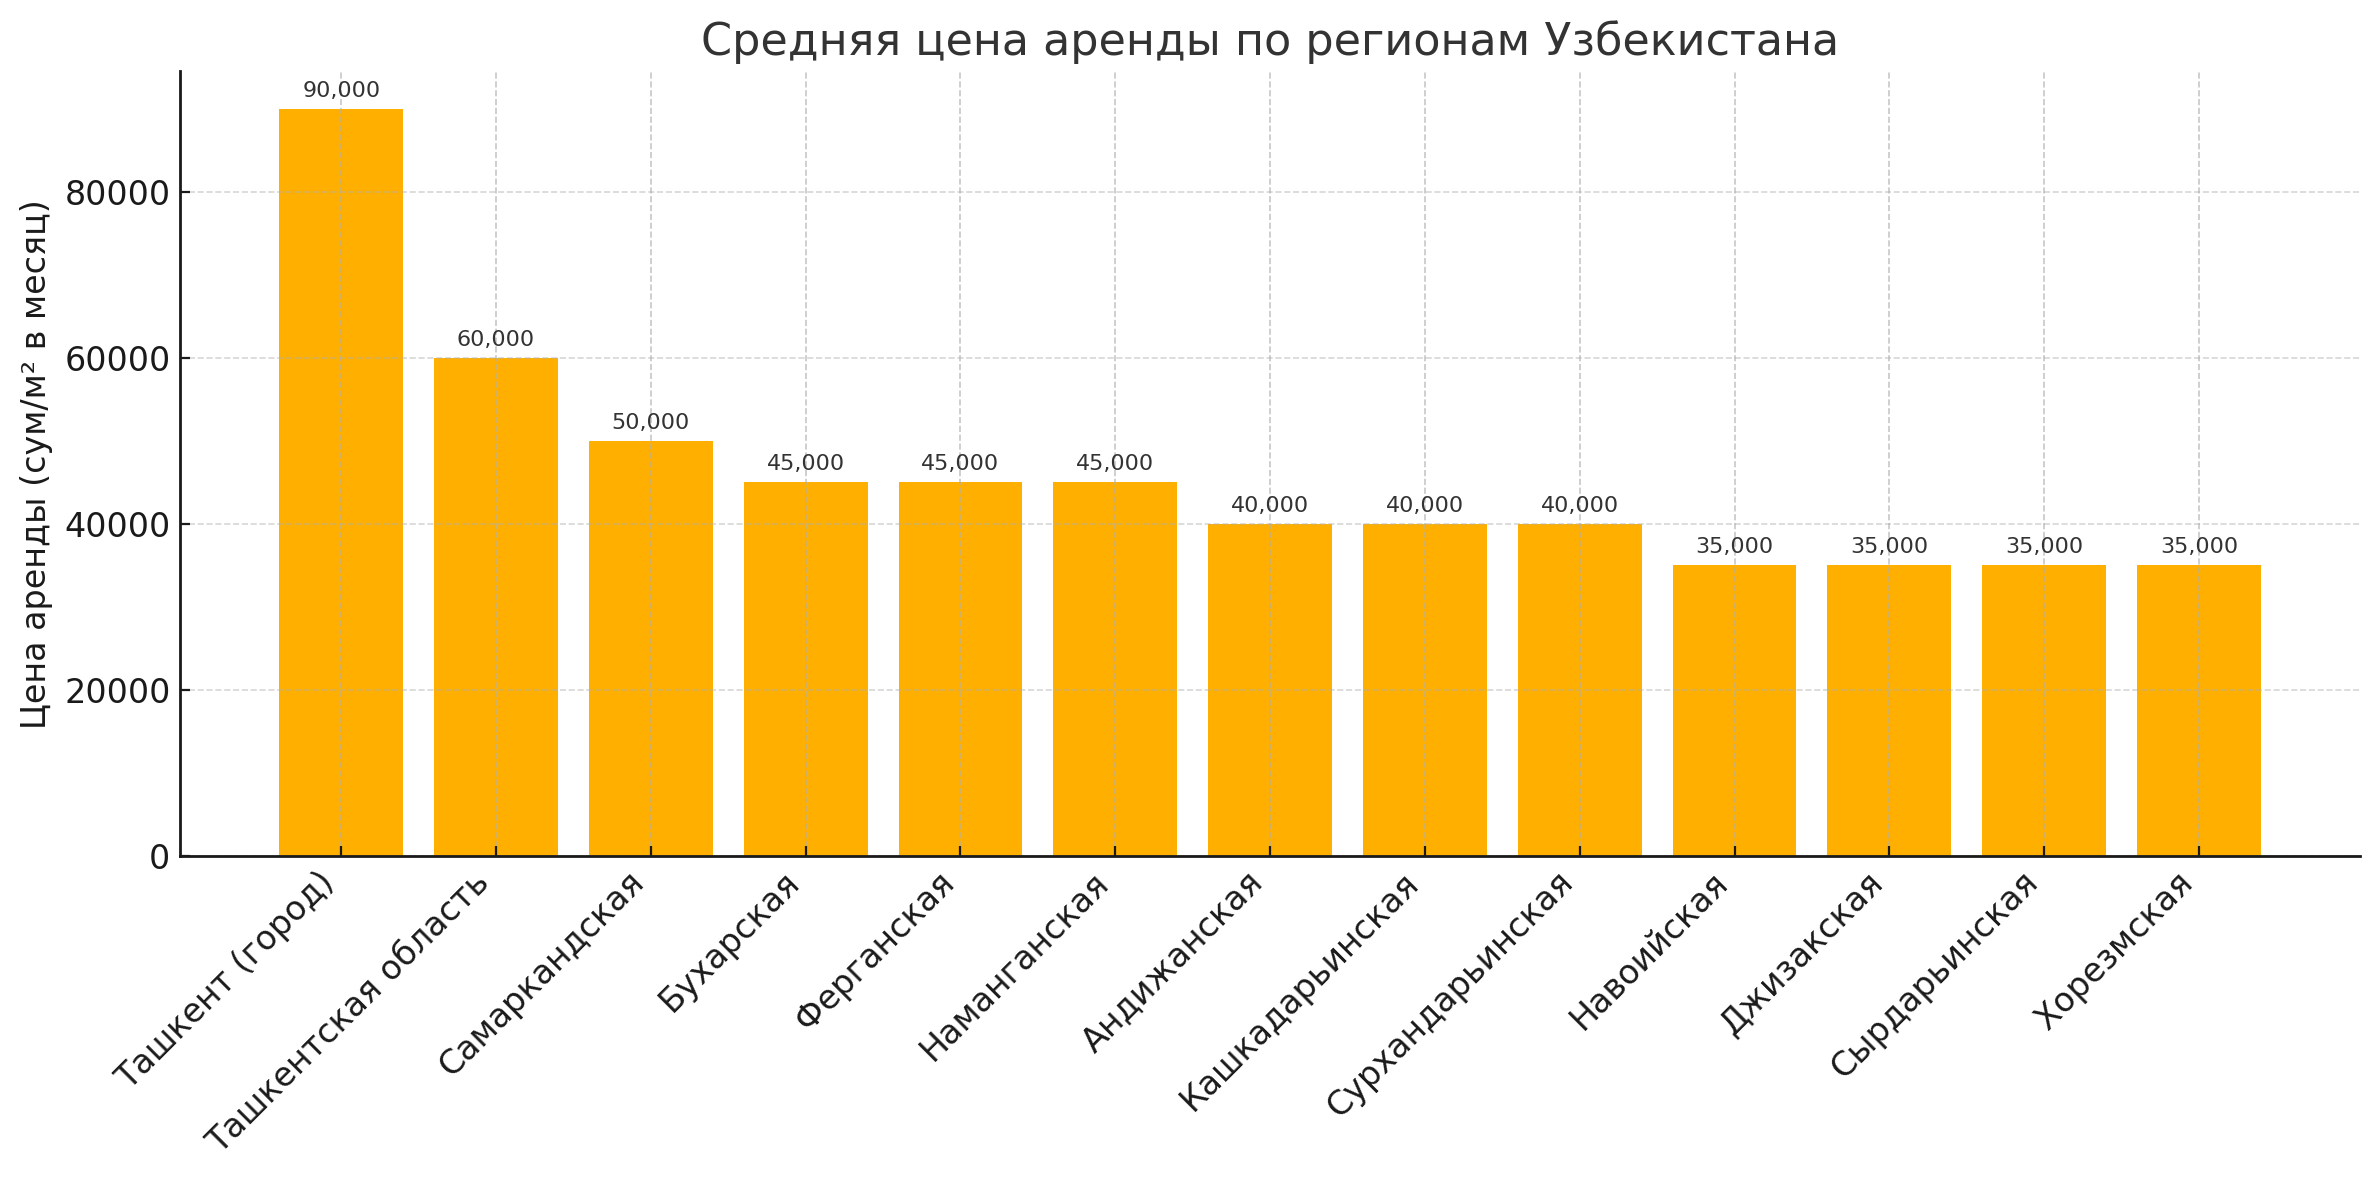 Средняя цена аренды по регионам Узбекистана
Цена аренды (сум/м² в месяц)
80000
60000
40000
20000
0
90,000
60,000
50,000
45,000
45,000
45,000
40,000
40,000
40,000
35,000
35,000
35,000
35,000
Ташкент (город)
Ташкентская область
Самаркандская
Бухарская
Ферганская
Наманганская
Андижанская
Кашкадарьинская
Сурхандарьинская
Навоийская
Джизакская
Сырдарьинская
Хорезмская